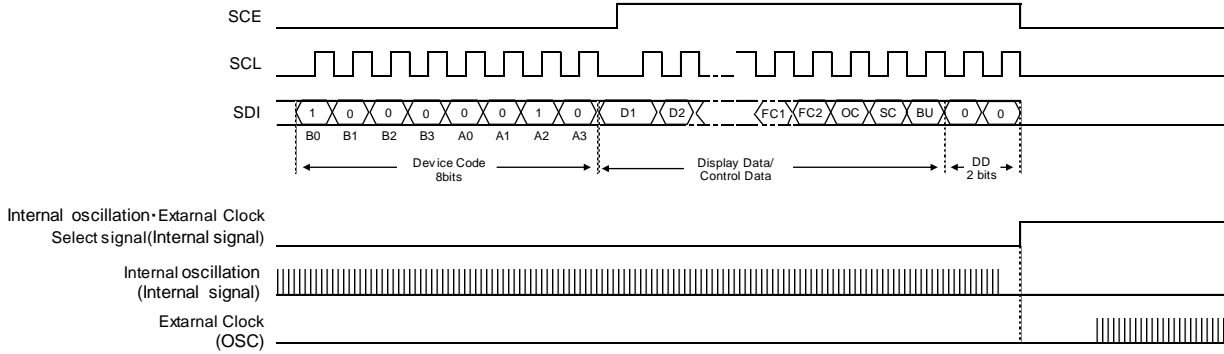 SCE
SCL
SDI
1 0 0 0 0 0 1 0 D1 D2 FC1 FC2 OC SC BU 0 0
B0 B1 B2 B3 A0 A1 A2 A3
Device Code
8bits
Display Data/
Control Data
DD
2 bits
Internal oscillation・Extarnal Clock
Select signal(Internal signal)
Internal oscillation
(Internal signal)
Extarnal Clock
(OSC)